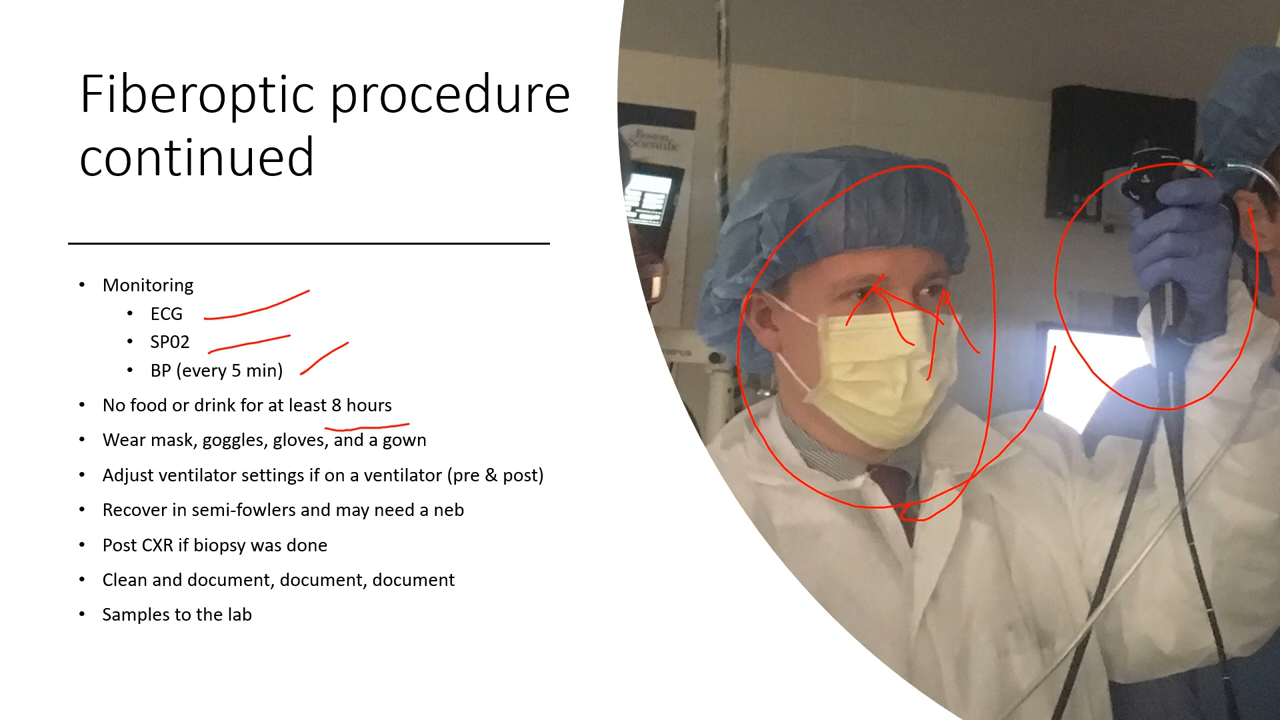 Fiberoptic procedure
continued
• Monitoring
• ECG
• SP02
• BP (every 5 min)
• No food or drink for at least 8 hours
• Wear mask, goggles, gloves, and a gown
• Adjust ventilator settings if on a ventilator (pre & post)
• Recover in semi-fowlers and may need a neb
• Post CXR if biopsy was done
• Clean and document, document, document
• Samples to the lab
Boston
Scientific